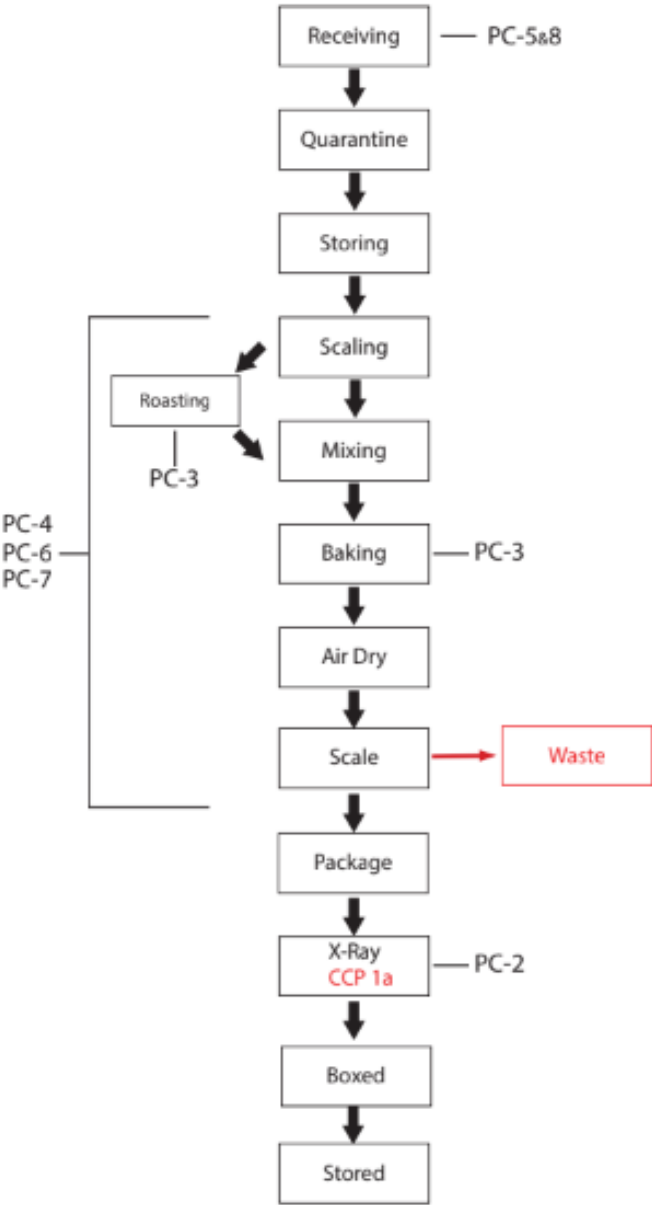 Receiving
PC-5&8
Quarantine
Storing
Scaling
Roasting
PC-3
Mixing
PC-4
PC-6
PC-7
Baking
PC-3
Air Dry
Scale
Waste
Package
X-Ray
CCP 1a
PC-2
Boxed
Stored